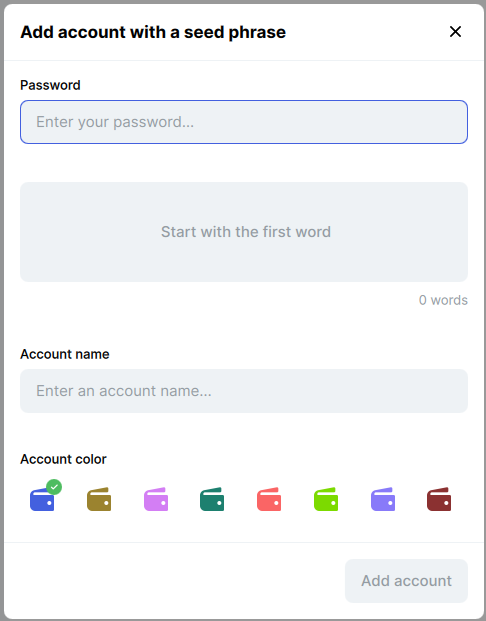 Add account with a seed phrase
Password
Enter your password...
Start with the first word
0 words
Account name
Enter an account name...
Account color
Add account